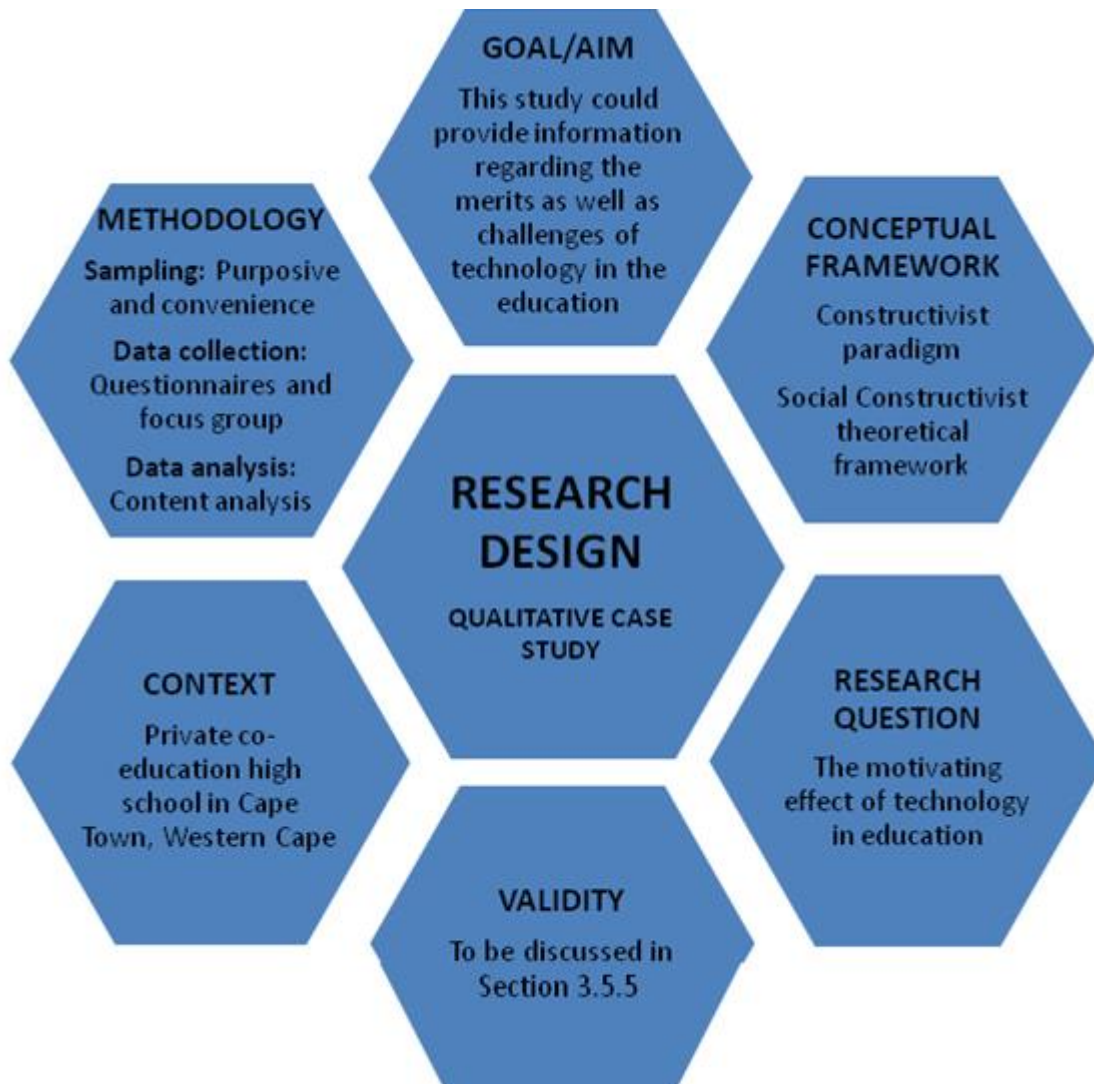 GOAL/AIM
This study could
provide information
regarding the
merits as well as
challenges of
technology in the
education
METHODOLOGY
Sampling: Purposive
and convenience
Data collection:
Questionnaires and
focus group
Data analysis:
Content analysis
CONCEPTUAL
FRAMEWORK
Constructivist
paradigm
Social Constructivist
theoretical
framework
RESEARCH
DESIGN
QUALITATIVE CASE
STUDY
CONTEXT
Private co-
education high
school in Cape
Town, Western Cape
RESEARCH
QUESTION
The motivating
effect of technology
in education
VALIDITY
To be discussed in
Section 3.5.5